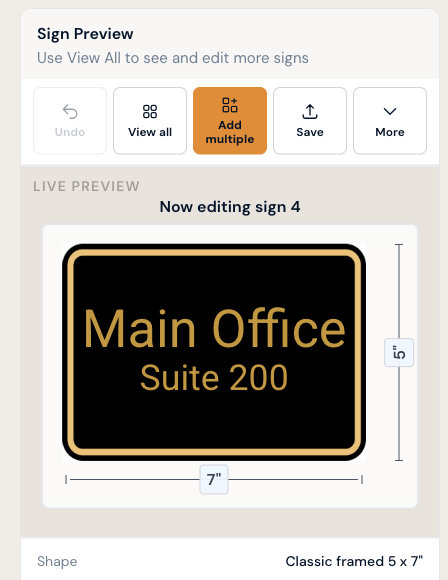 Sign Preview
Use View All to see and edit more signs
Undo
View all
Add
multiple
Save
More
LIVE PREVIEW
Now editing sign 4
Main Office
Suite 200
5"
7"
Shape
Classic framed 5 x 7"